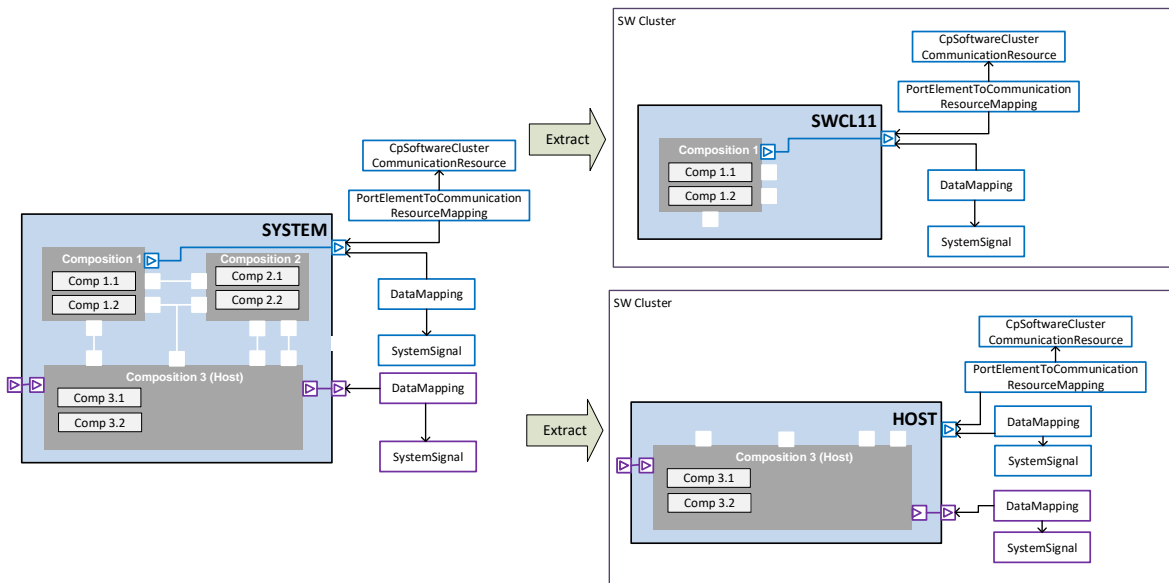 SW Cluster
CpSoftwareCluster
CommunicationResource
PortElementToCommunication
ResourceMapping
SWCL11
Composition 1
Comp 1.1
Comp 1.2
DataMapping
SystemSignal
Extract
CpSoftwareCluster
CommunicationResource
PortElementToCommunication
ResourceMapping
SYSTEM
Composition 1
Comp 1.1
Comp 1.2
Composition 2
Comp 2.1
Comp 2.2
DataMapping
SystemSignal
Composition 3 (Host)
Comp 3.1
Comp 3.2
DataMapping
SystemSignal
Extract
SW Cluster
CpSoftwareCluster
CommunicationResource
PortElementToCommunication
ResourceMapping
HOST
DataMapping
SystemSignal
Composition 3 (Host)
Comp 3.1
Comp 3.2
DataMapping
SystemSignal